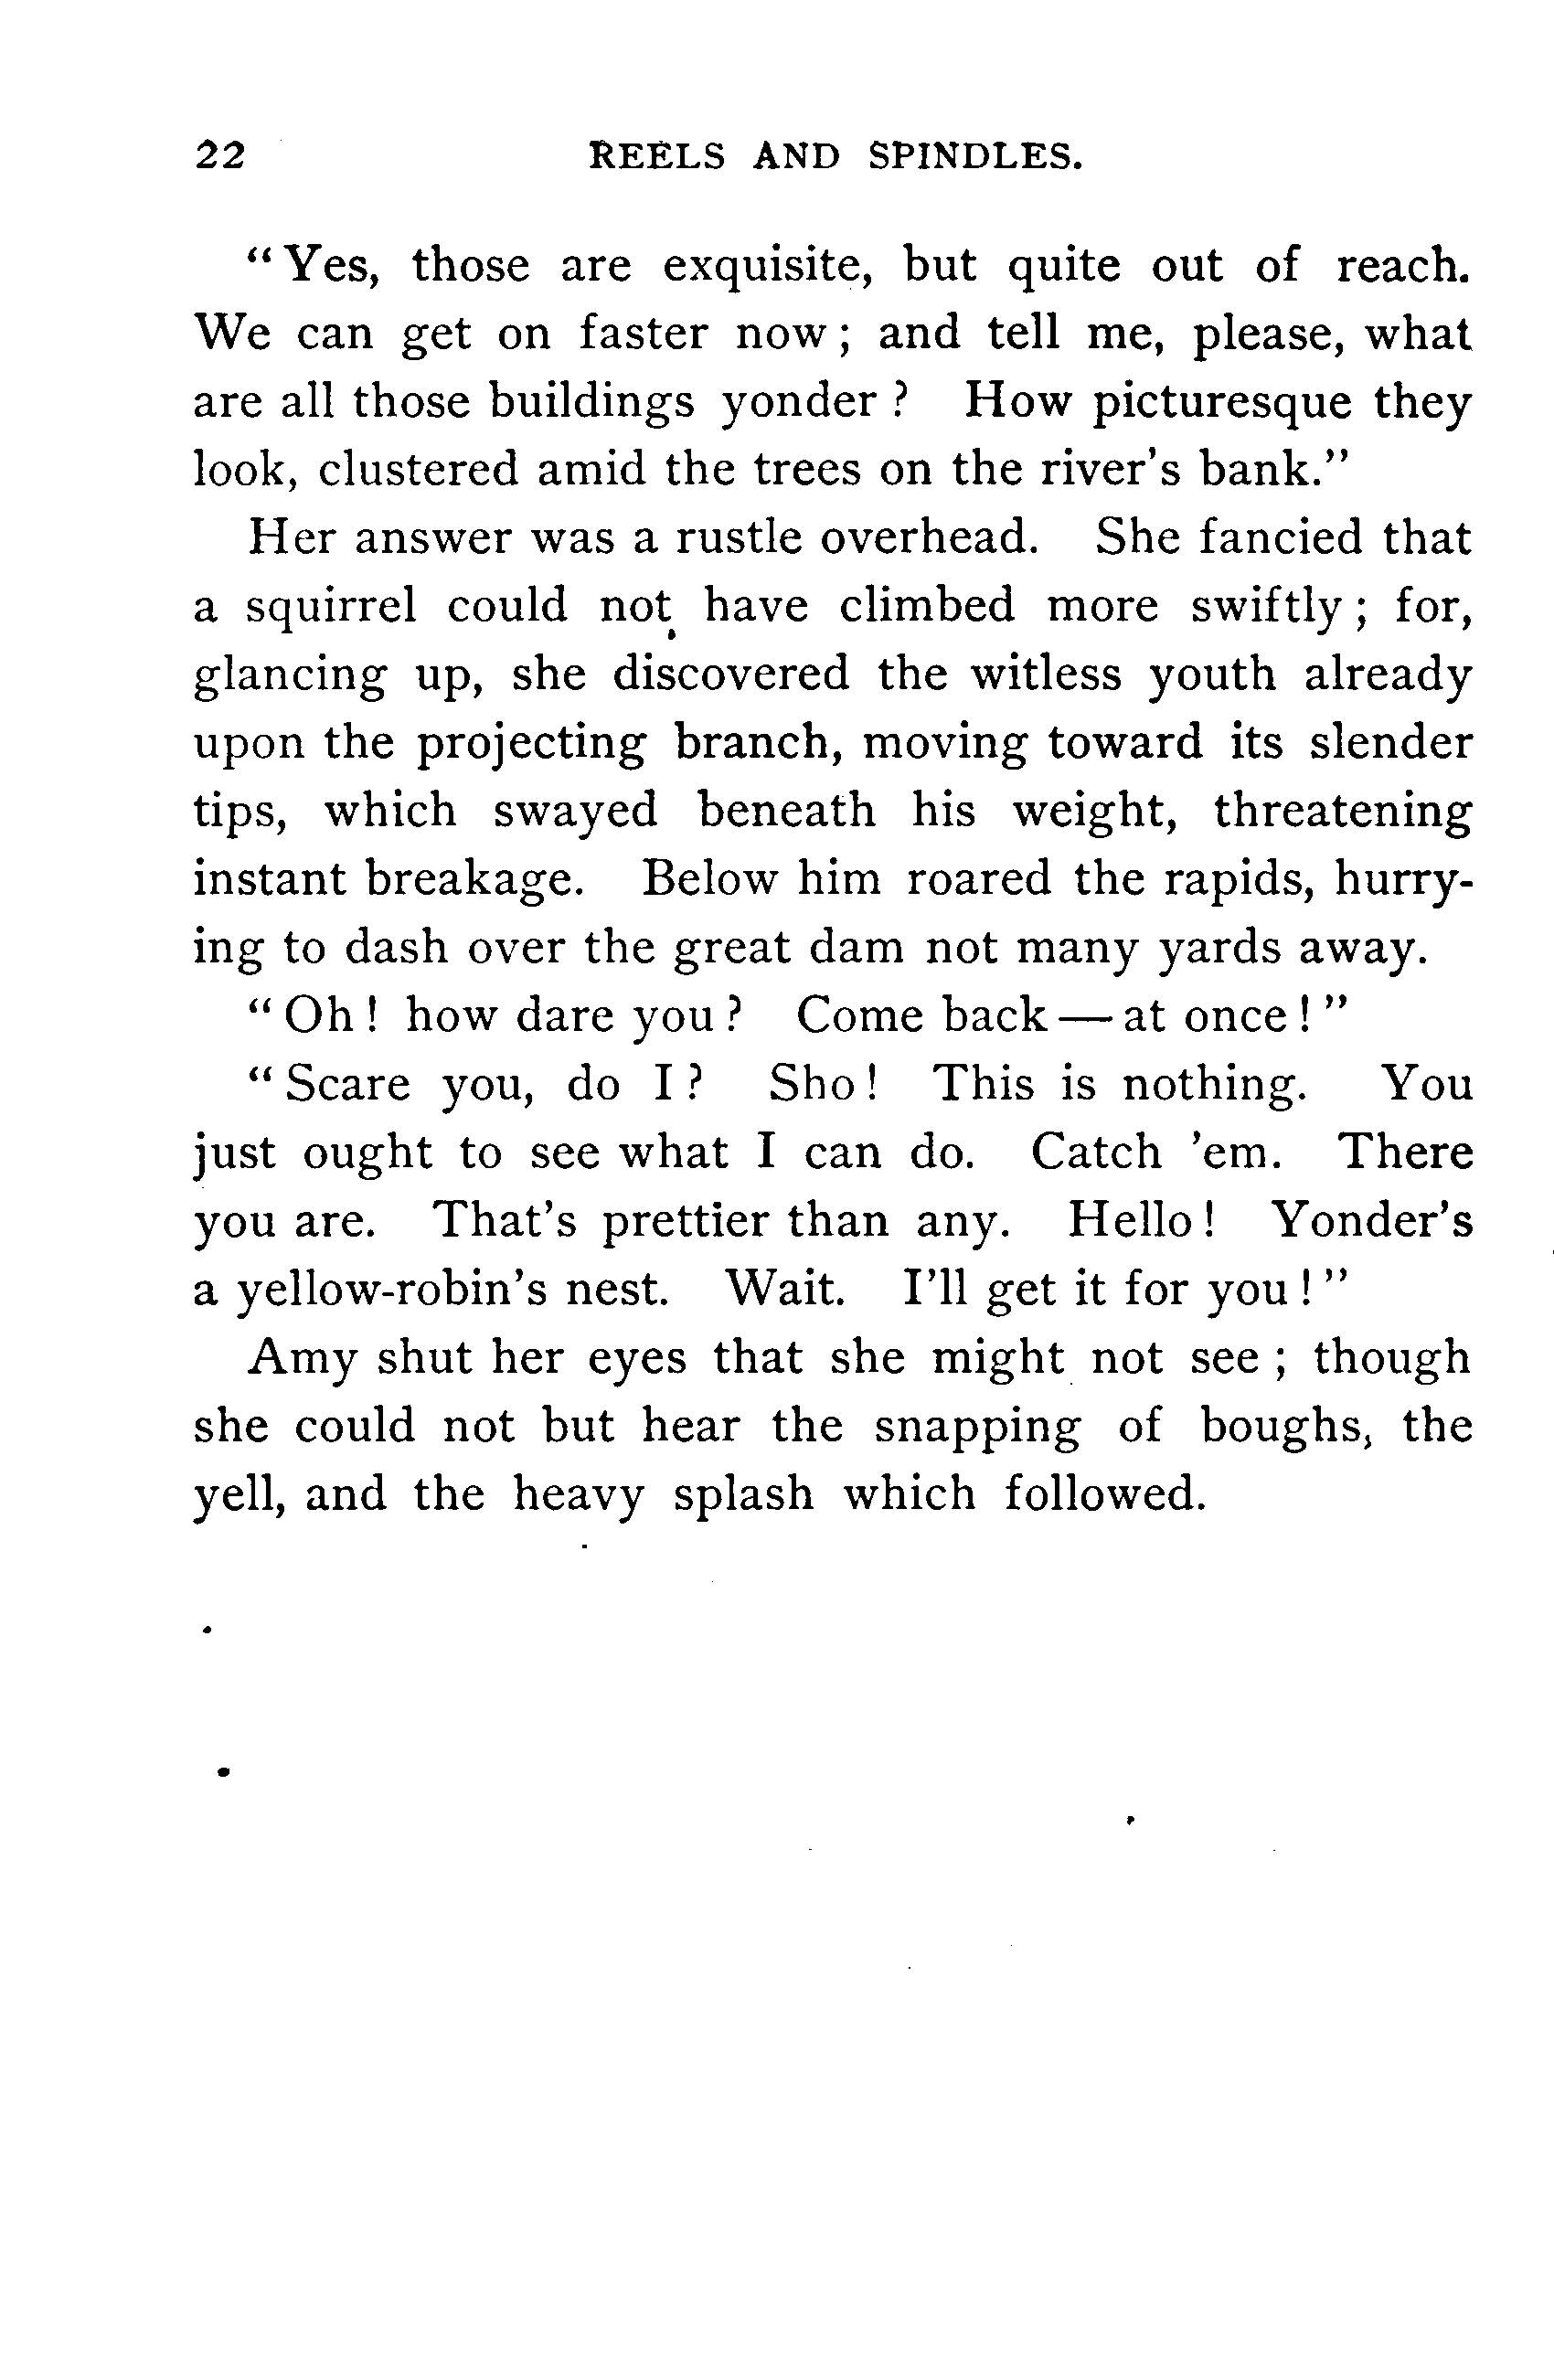 22 REELS AND SPINDLES.
"Yes, those are exquisite, but quite out of reach.
We can get on faster now; and tell me, please, what
are all those buildings yonder? How picturesque they
look, clustered amid the trees on the river's bank."
Her answer was a rustle overhead. She fancied that
a squirrel could not have climbed more swiftly; for,
glancing up, she discovered the witless youth already
upon the projecting branch, moving toward its slender
tips, which swayed beneath his weight, threatening
instant breakage. Below him roared the rapids, hurry-
ing to dash over the great dam not many yards away.
"Oh! how dare you? Come back—at once!"
"Scare you, do I? Sho! This is nothing. You
just ought to see what I can do. Catch 'em. There
you are. That's prettier than any. Hello! Yonder's
a yellow-robin's nest. Wait. I'll get it for you!"
Amy shut her eyes that she might not see; though
she could not but hear the snapping of boughs, the
yell, and the heavy splash which followed.